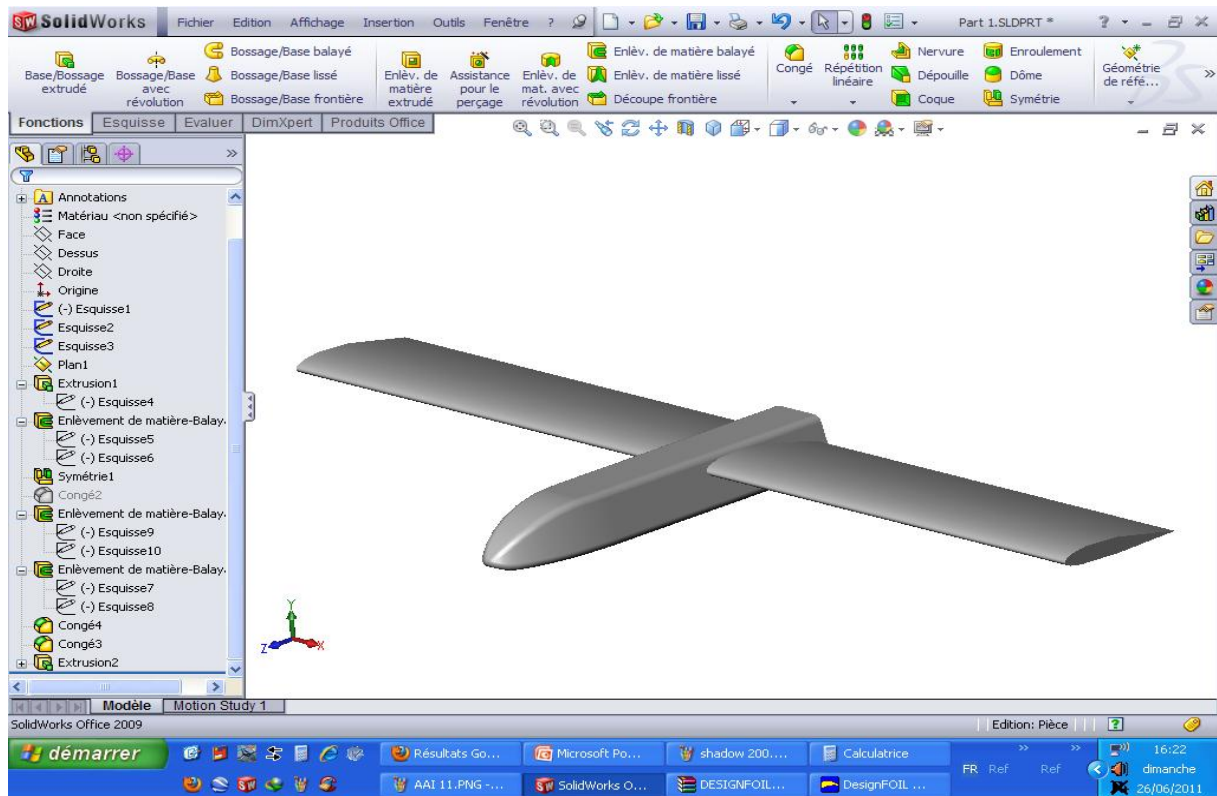 SolidWorks Fichier Edition Affichage Insertion Outils Fenêtre ? Part 1.SLDPRT * ?
Base/Bossage extrudé
Bossage/Base avec révolution
Bossage/Base balayé
Bossage/Base lissé
Bossage/Base frontière
Enlèv. de matière extrudé
Assistance pour le perçage
Enlèv. de mat. avec révolution
Enlèv. de matière balayé
Enlèv. de matière lissé
Découpe frontière
Congé
Répétition linéaire
Nervure
Dépouille
Coque
Enroulement
Dôme
Symétrie
Géométrie de réfé...
»
Fonctions Esquisse Evaluer DimXpert Produits Office
»
Annotations
Matériau <non spécifié>
Face
Dessus
Droite
Origine
(-) Esquisse1
Esquisse2
Esquisse3
Plan1
Extrusion1
(-) Esquisse4
Enlèvement de matière-Balay
(-) Esquisse5
(-) Esquisse6
Symétrie1
Congé2
Enlèvement de matière-Balay
(-) Esquisse9
(-) Esquisse10
Enlèvement de matière-Balay
(-) Esquisse7
(-) Esquisse8
Congé4
Congé3
Extrusion2
Y
Z X
Modèle Motion Study 1
SolidWorks Office 2009 Edition: Pièce ?
démarrer Résultats Go... Microsoft Po... shadow 200.... Calculatrice FR Ref Ref 16:22
dimanche
AAI 11.PNG -... SolidWorks O... DESIGNFOIL... DesignFOIL ... 26/06/2011